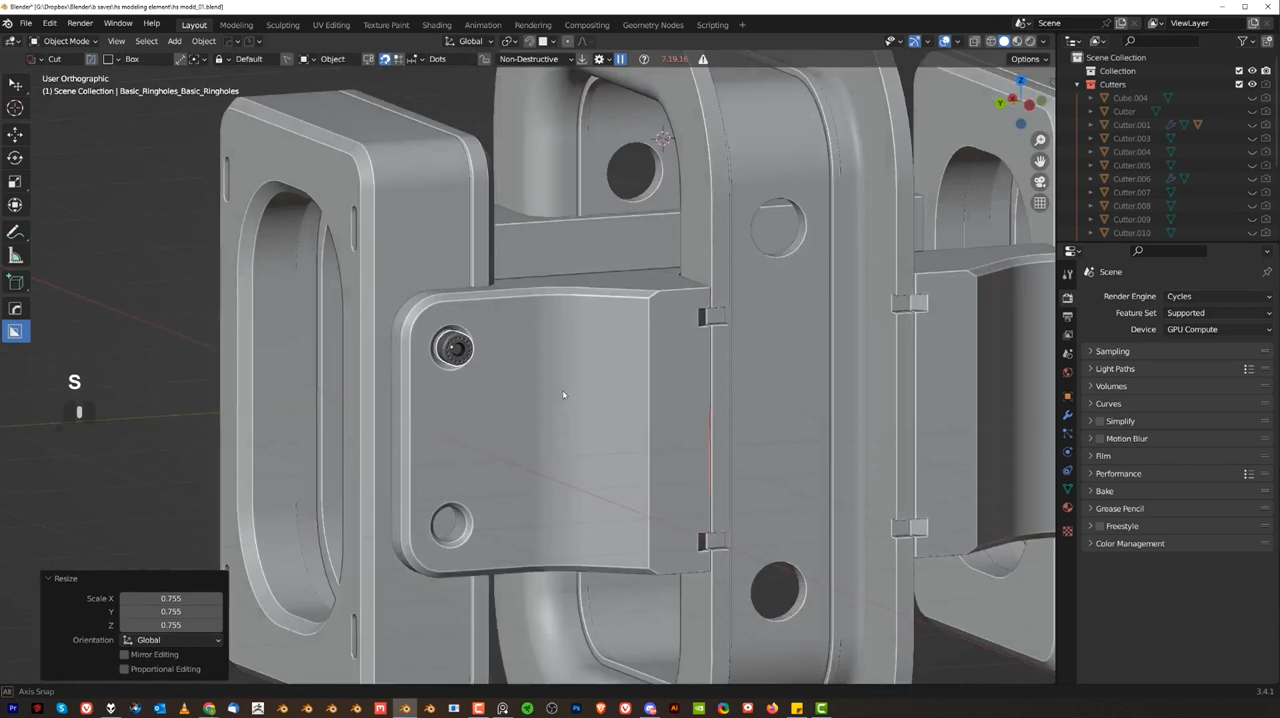 Blender* [G:\Dropbox\Blender\b saves\hs modeling element\hs modd_01.blend]
File Edit Render Window Help Layout Modeling Sculpting UV Editing Texture Paint Shading Animation Rendering Compositing Geometry Nodes Scripting + Scene ViewLayer
Object Mode View Select Add Object Global
Cut Box Default Object Dots Non-Destructive 7.19.16 Options
User Orthographic
(1) Scene Collection | Basic_Ringholes_Basic_Ringholes
Z
Y
X
S
Resize
Scale X 0.755
Y 0.755
Z 0.755
Orientation Global
Mirror Editing
Proportional Editing
Scene Collection
Collection
Cutters
Cube.004
Cutter
Cutter.001
Cutter.003
Cutter.004
Cutter.005
Cutter.006
Cutter.007
Cutter.008
Cutter.009
Cutter.010
Scene
Render Engine Cycles
Feature Set Supported
Device GPU Compute
Sampling
Light Paths
Volumes
Curves
Simplify
Motion Blur
Film
Performance
Bake
Grease Pencil
Freestyle
Color Management
Alt Axis Snap
3.4.1